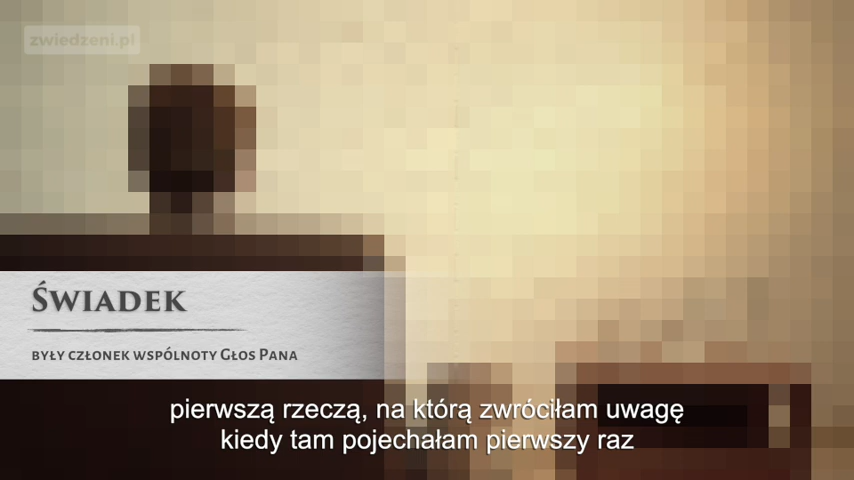 zwiedzeni.pl
ŚWIADEK
BYŁY CZŁONEK WSPÓLNOTY GŁOS PANA
pierwszą rzeczą, na którą zwróciłam uwagę
kiedy tam pojechałam pierwszy raz